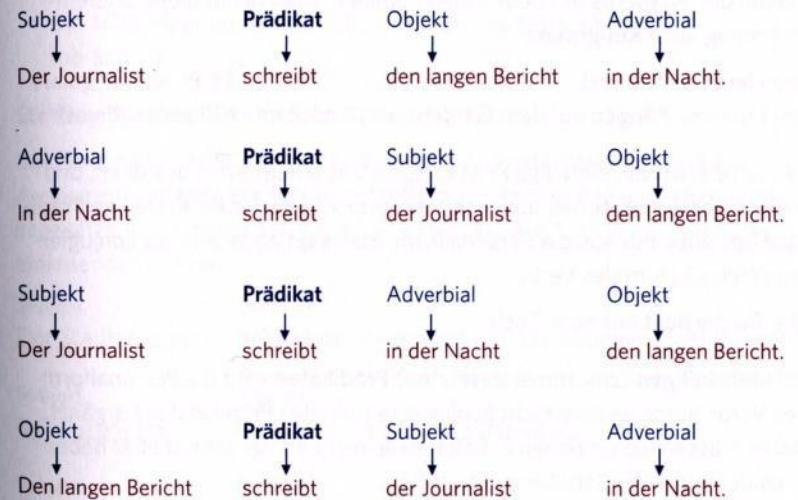 Subjekt Prädikat Objekt Adverbial
Der Journalist schreibt den langen Bericht in der Nacht.
Adverbial Prädikat Subjekt Objekt
In der Nacht schreibt der Journalist den langen Bericht.
Subjekt Prädikat Adverbial Objekt
Der Journalist schreibt in der Nacht den langen Bericht.
Objekt Prädikat Subjekt Adverbial
Den langen Bericht schreibt der Journalist in der Nacht.